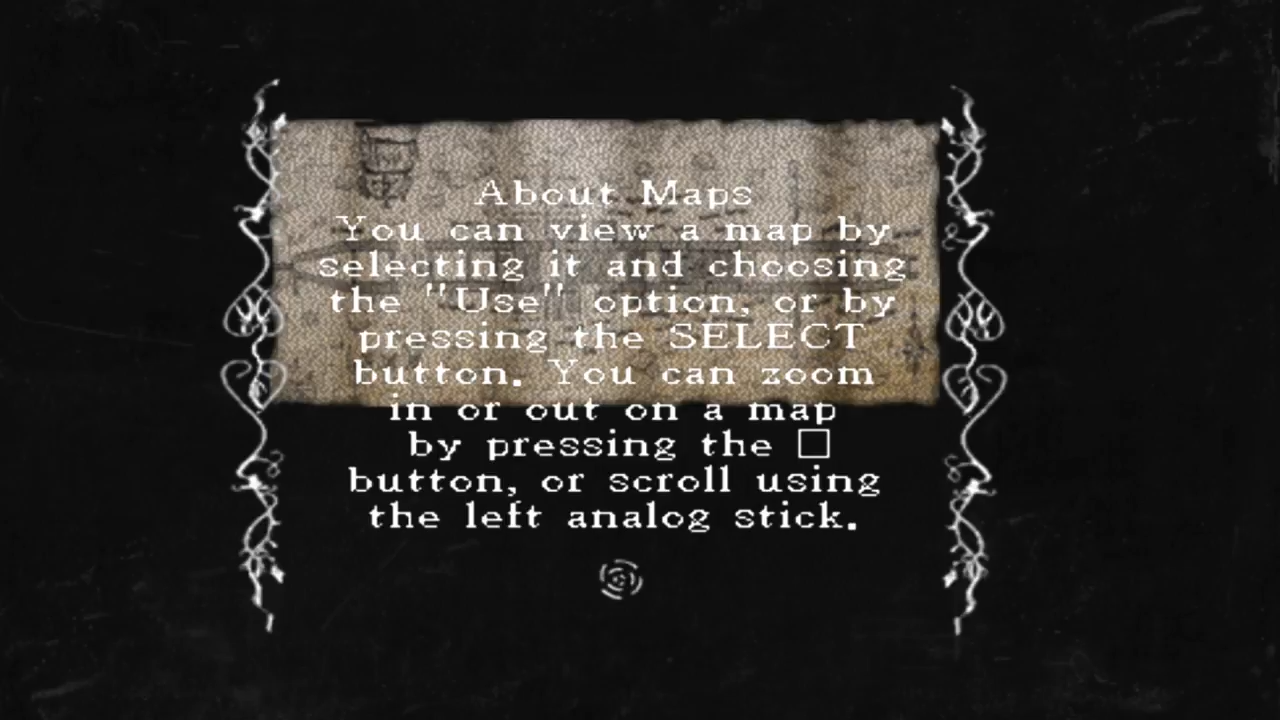 About Maps
You can view a map by
selecting it and choosing
the "Use" option, or by
pressing the SELECT
button. You can zoom
in or out on a map
by pressing the □
button, or scroll using
the left analog stick.